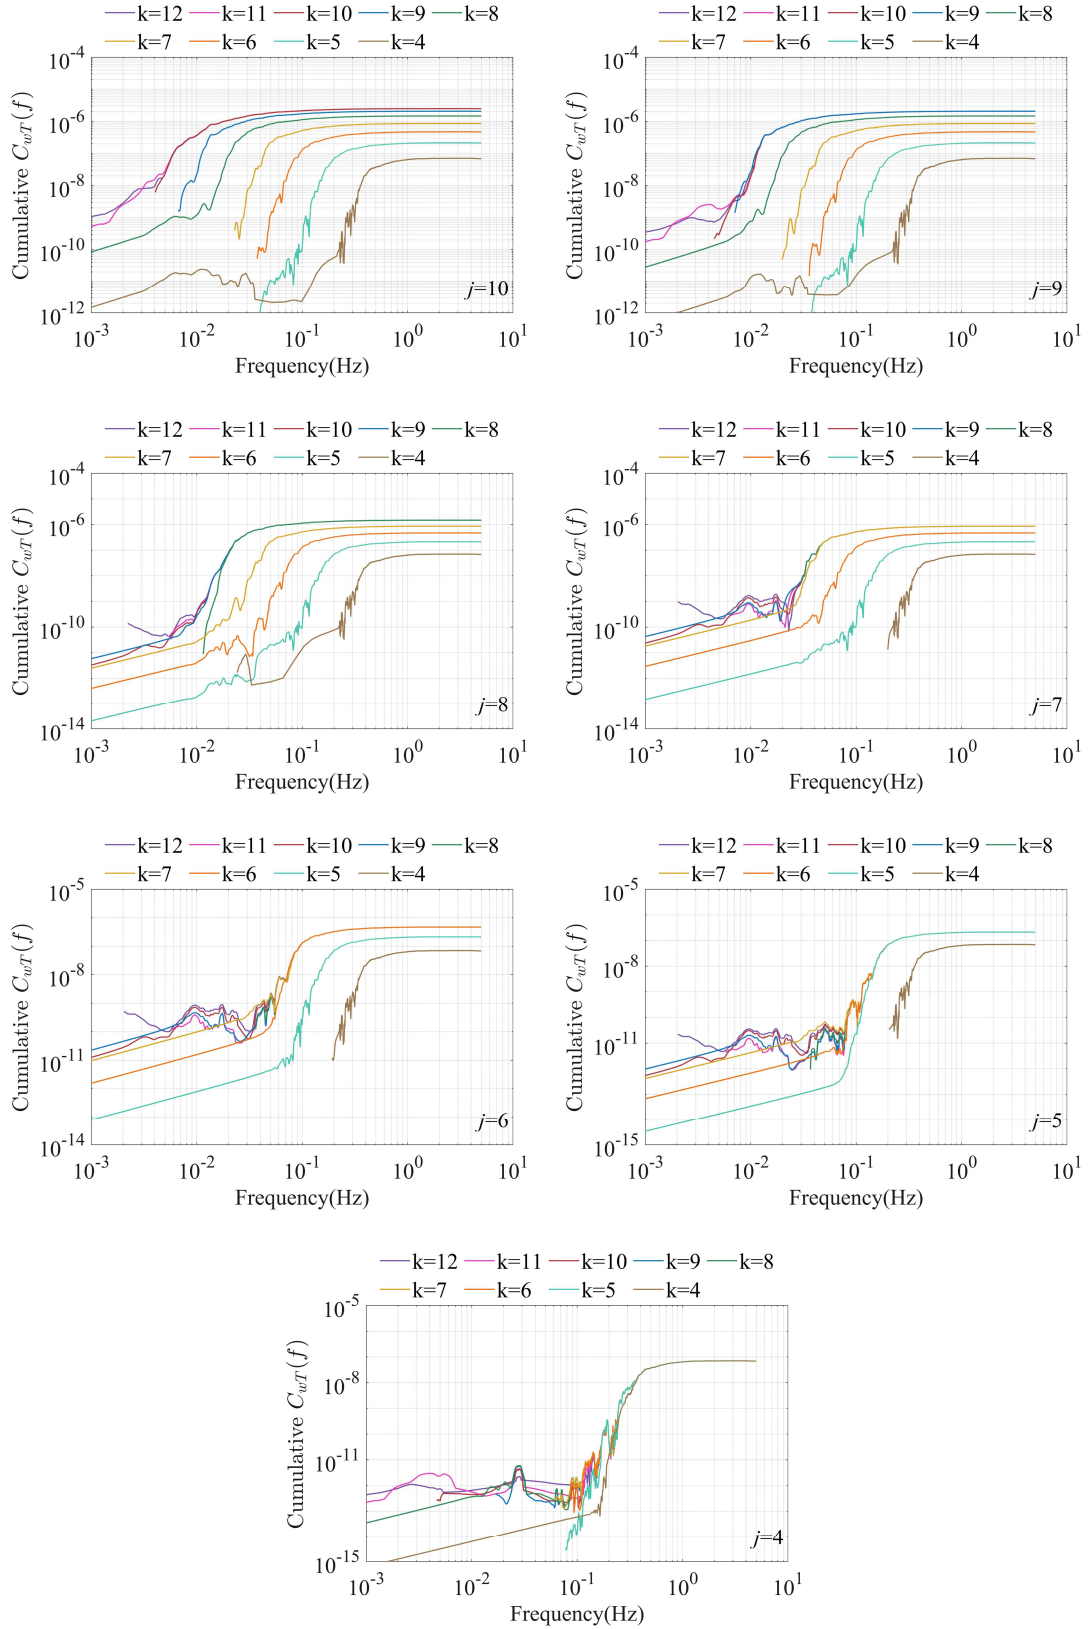 k=12 k=11 k=10 k=9 k=8
k=7 k=6 k=5 k=4
10^-4
10^-6
10^-8
10^-10
10^-12
Cumulative C_wT(f)
j=10
10^-3 10^-2 10^-1 10^0 10^1
Frequency(Hz)
k=12 k=11 k=10 k=9 k=8
k=7 k=6 k=5 k=4
10^-4
10^-6
10^-8
10^-10
10^-12
Cumulative C_wT(f)
j=9
10^-3 10^-2 10^-1 10^0 10^1
Frequency(Hz)
k=12 k=11 k=10 k=9 k=8
k=7 k=6 k=5 k=4
10^-4
10^-6
10^-10
10^-14
Cumulative C_wT(f)
j=8
10^-3 10^-2 10^-1 10^0 10^1
Frequency(Hz)
k=12 k=11 k=10 k=9 k=8
k=7 k=6 k=5 k=4
10^-4
10^-6
10^-10
10^-14
Cumulative C_wT(f)
j=7
10^-3 10^-2 10^-1 10^0 10^1
Frequency(Hz)
k=12 k=11 k=10 k=9 k=8
k=7 k=6 k=5 k=4
10^-5
10^-8
10^-11
10^-14
Cumulative C_wT(f)
j=6
10^-3 10^-2 10^-1 10^0 10^1
Frequency(Hz)
k=12 k=11 k=10 k=9 k=8
k=7 k=6 k=5 k=4
10^-5
10^-8
10^-11
10^-15
Cumulative C_wT(f)
j=5
10^-3 10^-2 10^-1 10^0 10^1
Frequency(Hz)
k=12 k=11 k=10 k=9 k=8
k=7 k=6 k=5 k=4
10^-5
10^-8
10^-11
10^-15
Cumulative C_wT(f)
j=4
10^-3 10^-2 10^-1 10^0 10^1
Frequency(Hz)